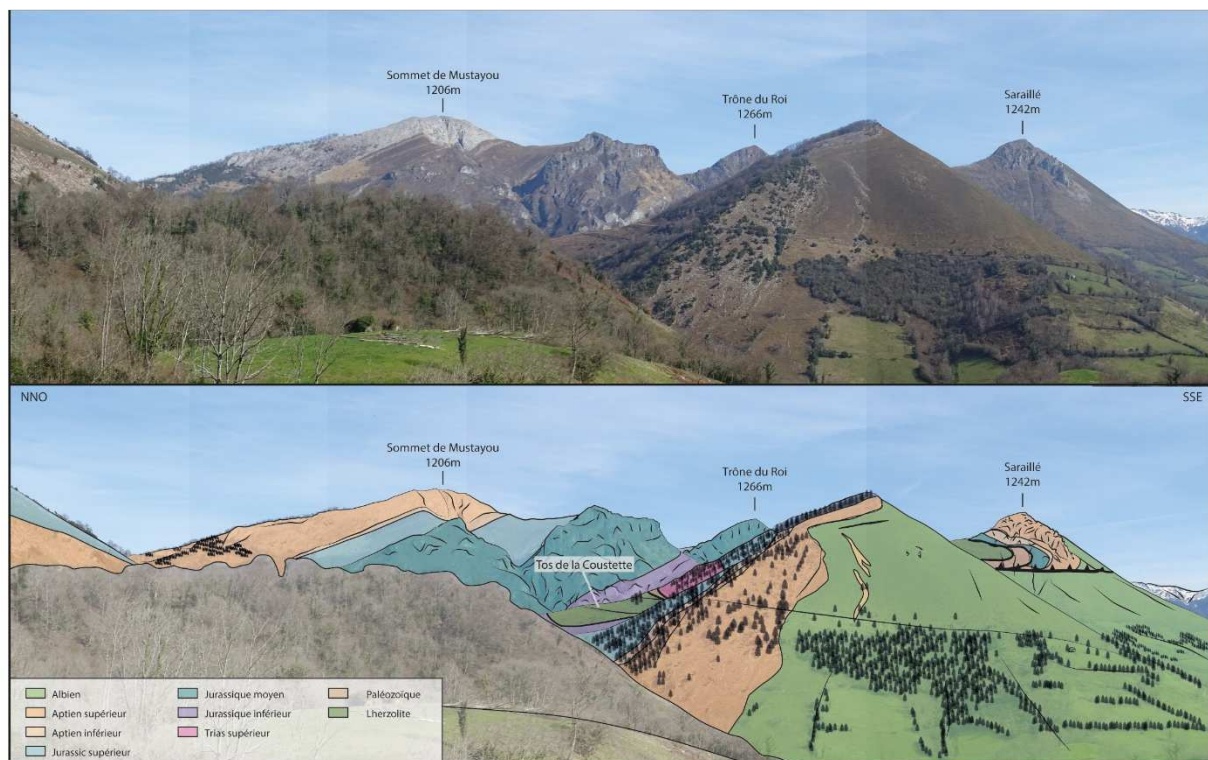 Sommet de Mustayou
1206m
Trône du Roi
1266m
Saraillé
1242m
NNO
SSE
Sommet de Mustayou
1206m
Trône du Roi
1266m
Saraillé
1242m
Tos de la Coustette
Albien
Aptien supérieur
Aptien inférieur
Jurassic supérieur
Jurassique moyen
Jurassique inférieur
Trias supérieur
Paléozoïque
Lherzolite